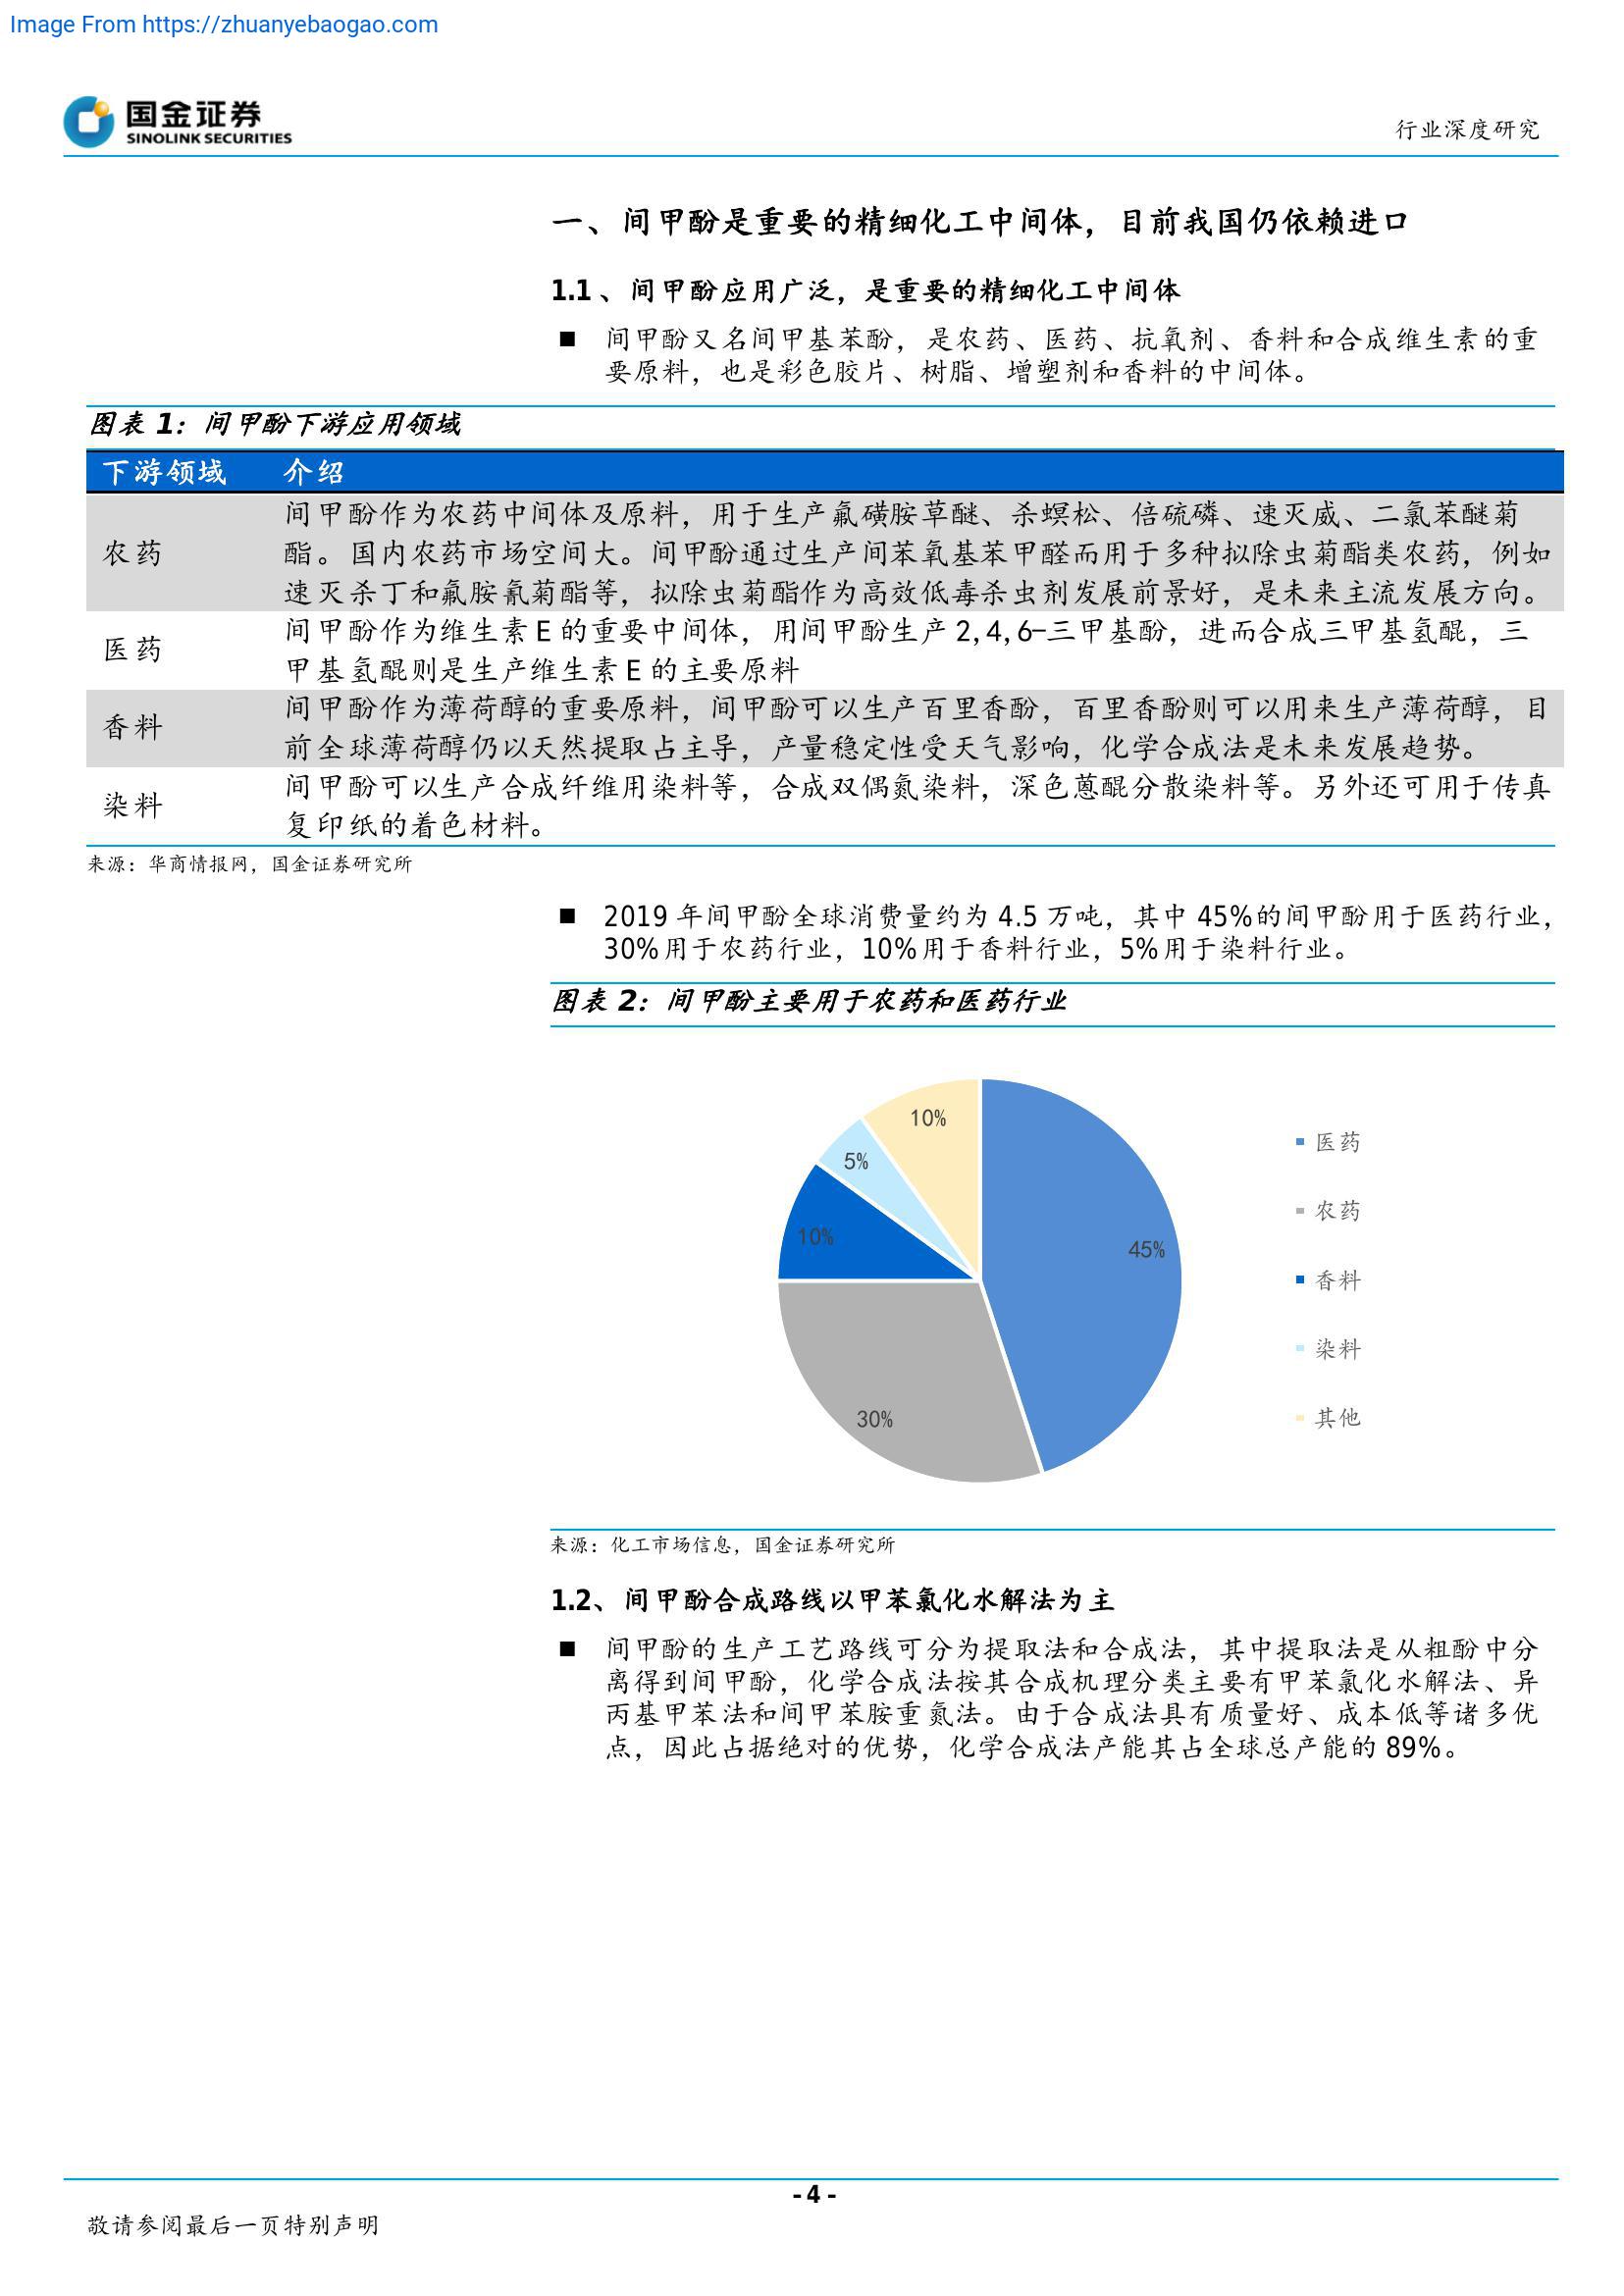 Image From https://zhuanyebaogao.com
国金证券
SINOLINK SECURITIES
行业深度研究
一、间甲酚是重要的精细化工中间体，目前我国仍依赖进口
1.1、间甲酚应用广泛，是重要的精细化工中间体
■ 间甲酚又名间甲基苯酚，是农药、医药、抗氧剂、香料和合成维生素的重
要原料，也是彩色胶片、树脂、增塑剂和香料的中间体。
图表 1：间甲酚下游应用领域
下游领域 介绍
农药
间甲酚作为农药中间体及原料，用于生产氟磺胺草醚、杀螟松、倍硫磷、速灭威、二氯苯醚菊
酯。国内农药市场空间大。间甲酚通过生产间苯氧基苯甲醛而用于多种拟除虫菊酯类农药，例如
速灭杀丁和氟胺氰菊酯等，拟除虫菊酯作为高效低毒杀虫剂发展前景好，是未来主流发展方向。
医药
间甲酚作为维生素 E 的重要中间体，用间甲酚生产 2,4,6-三甲基酚，进而合成三甲基氢醌，三
甲基氢醌则是生产维生素 E 的主要原料
香料
间甲酚作为薄荷醇的重要原料，间甲酚可以生产百里香酚，百里香酚则可以用来生产薄荷醇，目
前全球薄荷醇仍以天然提取占主导，产量稳定性受天气影响，化学合成法是未来发展趋势。
染料
间甲酚可以生产合成纤维用染料等，合成双偶氮染料，深色蒽醌分散染料等。另外还可用于传真
复印纸的着色材料。
来源：华商情报网，国金证券研究所
■ 2019 年间甲酚全球消费量约为 4.5 万吨，其中 45%的间甲酚用于医药行业，
30%用于农药行业，10%用于香料行业，5%用于染料行业。
图表 2：间甲酚主要用于农药和医药行业
10%
5%
10%
45%
30%
医药
农药
香料
染料
其他
来源：化工市场信息，国金证券研究所
1.2、间甲酚合成路线以甲苯氯化水解法为主
■ 间甲酚的生产工艺路线可分为提取法和合成法，其中提取法是从粗酚中分
离得到间甲酚，化学合成法按其合成机理分类主要有甲苯氯化水解法、异
丙基甲苯法和间甲苯胺重氮法。由于合成法具有质量好、成本低等诸多优
点，因此占据绝对的优势，化学合成法产能其占全球总产能的 89%。
- 4 -
敬请参阅最后一页特别声明